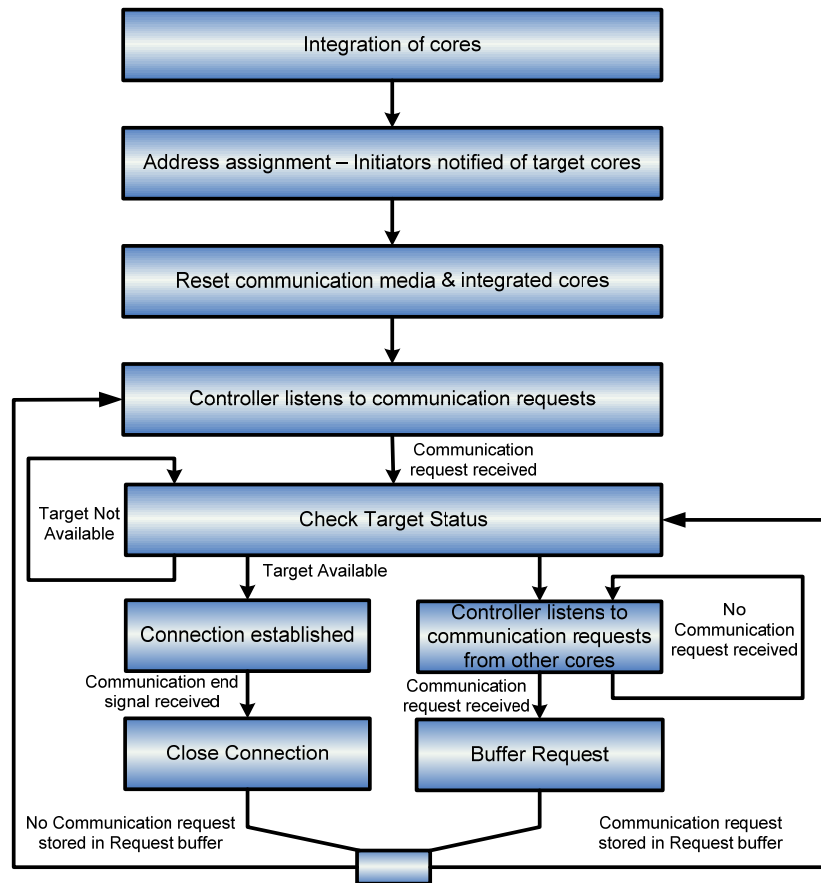 Integration of cores
Address assignment – Initiators notified of target cores
Reset communication media & integrated cores
Controller listens to communication requests
Communication
request received
Target Not
Available
Check Target Status
Target Available
Connection established
Controller listens to
communication requests
from other cores
No
Communication
request received
Communication end
signal received
Communication
request received
Close Connection
Buffer Request
No Communication request
stored in Request buffer
Communication request
stored in Request buffer